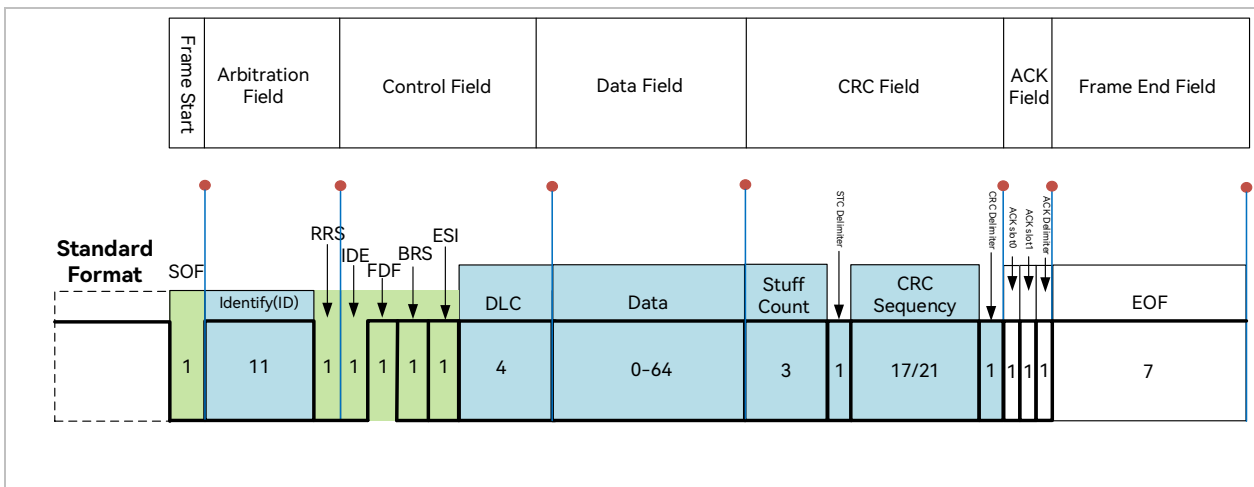 Frame Start
Arbitration
Field
Control Field
Data Field
CRC Field
ACK
Field
Frame End Field
Standard
Format
SOF
RRS
IDE
FDF
BRS
ESI
STC Delimiter
CRC Delimiter
ACK slot0
ACK slot1
ACK Delimiter
Identify(ID)
DLC
Data
Stuff
Count
CRC
Sequency
EOF
1
11
1
1
1
1
1
4
0-64
3
1
17/21
1
1
1
1
7